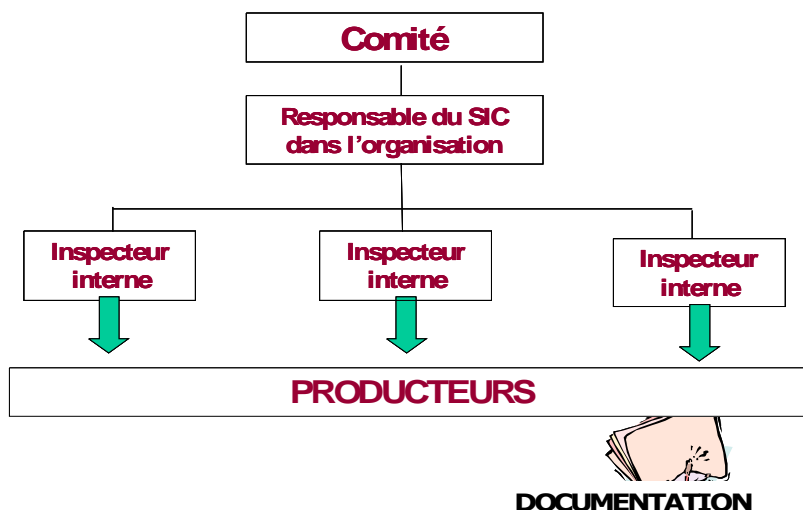 Comité
Responsable du SIC
dans l'organisation
Inspecteur
interne
Inspecteur
interne
Inspecteur
interne
PRODUCTEURS
DOCUMENTATION